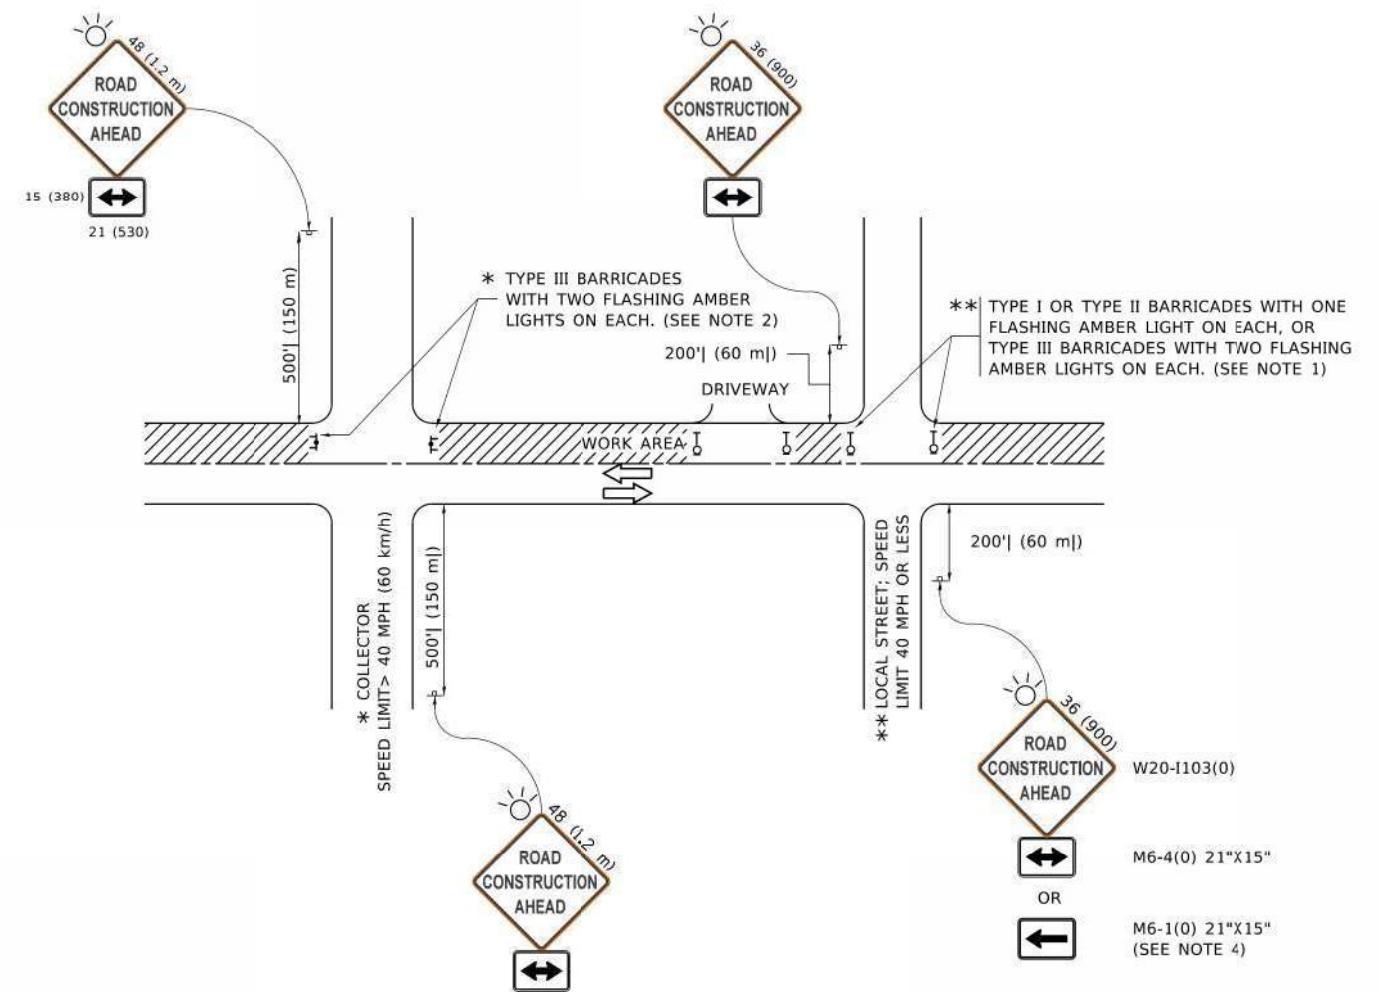 48 (1.2 m)
ROAD
CONSTRUCTION
AHEAD
15 (380)
21 (530)
36 (900)
ROAD
CONSTRUCTION
AHEAD
500'| (150 m)
* TYPE III BARRICADES
WITH TWO FLASHING AMBER
LIGHTS ON EACH. (SEE NOTE 2)
200'| (60 m|)
DRIVEWAY
** TYPE I OR TYPE II BARRICADES WITH ONE
FLASHING AMBER LIGHT ON EACH, OR
TYPE III BARRICADES WITH TWO FLASHING
AMBER LIGHTS ON EACH. (SEE NOTE 1)
WORK AREA
* COLLECTOR
SPEED LIMIT> 40 MPH (60 km/h)
500'| (150 m|)
** LOCAL STREET; SPEED
LIMIT 40 MPH OR LESS
200'| (60 m|)
48 (1.2 m)
ROAD
CONSTRUCTION
AHEAD
36 (900)
ROAD
CONSTRUCTION
AHEAD
W20-I103(0)
M6-4(0) 21"X15"
OR
M6-1(0) 21"X15"
(SEE NOTE 4)